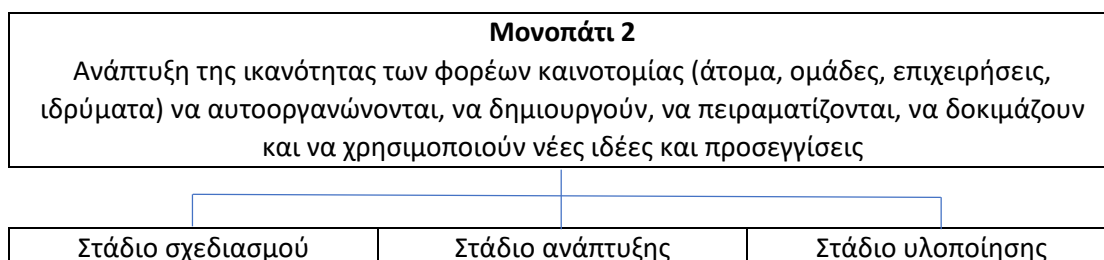 Μονοπάτι 2
Ανάπτυξη της ικανότητας των φορέων καινοτομίας (άτομα, ομάδες, επιχειρήσεις,
ιδρύματα) να αυτοοργανώνονται, να δημιουργούν, να πειραματίζονται, να δοκιμάζουν
και να χρησιμοποιούν νέες ιδέες και προσεγγίσεις
Στάδιο σχεδιασμού Στάδιο ανάπτυξης Στάδιο υλοποίησης